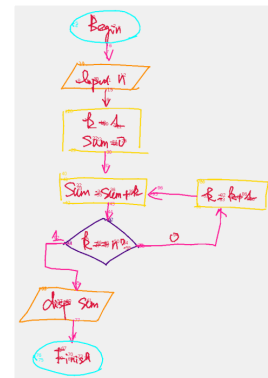 Begin
Input n
k = 1
sum=0
sum=sum+k
k=k+1
k==n
1
0
disp sum
Finish